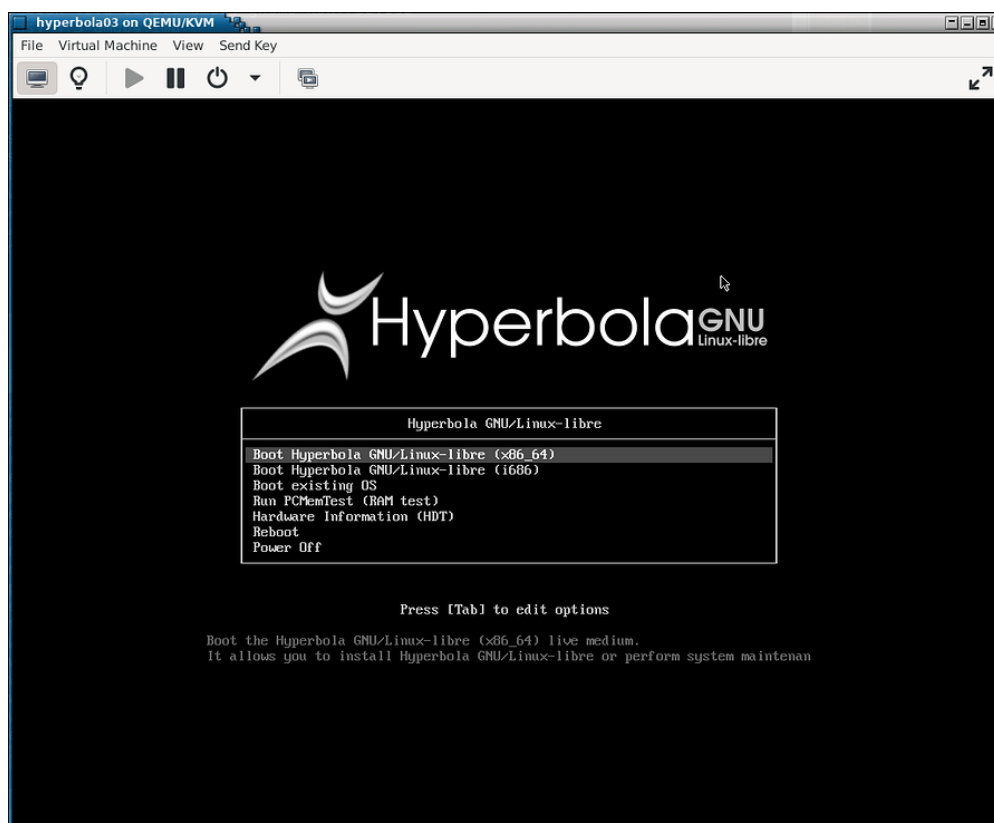 hyperbola03 on QEMU/KVM
File Virtual Machine View Send Key
Hyperbola GNU
Linux-libre
Hyperbola GNU/Linux-libre
Boot Hyperbola GNU/Linux-libre (x86_64)
Boot Hyperbola GNU/Linux-libre (i686)
Boot existing OS
Run PCMemTest (RAM test)
Hardware Information (HDT)
Reboot
Power Off
Press [Tab] to edit options
Boot the Hyperbola GNU/Linux-libre (x86_64) live medium.
It allows you to install Hyperbola GNU/Linux-libre or perform system maintenan